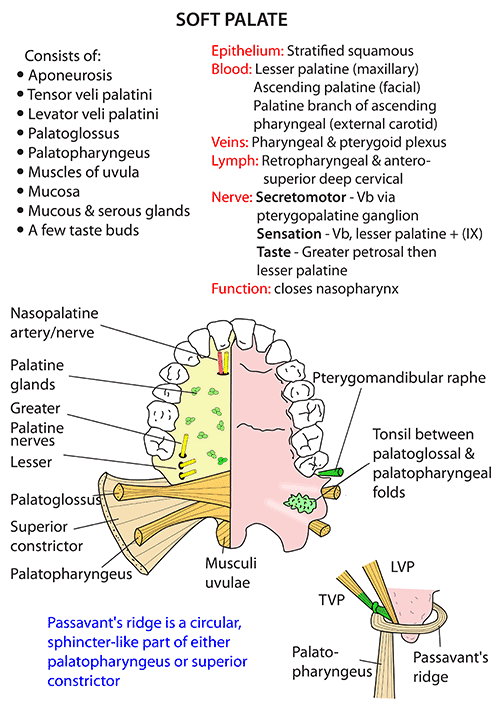 SOFT PALATE
Consists of:
• Aponeurosis
• Tensor veli palatini
• Levator veli palatini
• Palatoglossus
• Palatopharyngeus
• Muscles of uvula
• Mucosa
• Mucous & serous glands
• A few taste buds
Epithelium: Stratified squamous
Blood: Lesser palatine (maxillary)
Ascending palatine (facial)
Palatine branch of ascending
pharyngeal (external carotid)
Veins: Pharyngeal & pterygoid plexus
Lymph: Retropharyngeal & antero-
superior deep cervical
Nerve: Secretomotor - Vb via
pterygopalatine ganglion
Sensation - Vb, lesser palatine + (IX)
Taste - Greater petrosal then
lesser palatine
Function: closes nasopharynx
Nasopalatine
artery/nerve
Palatine
glands
Greater
Palatine
nerves
Lesser
Palatoglossus
Superior
constrictor
Palatopharyngeus
Musculi
uvulae
Pterygomandibular raphe
Tonsil between
palatoglossal &
palatopharyngeal
folds
LVP
TVP
Palato-
pharyngeus
Passavant's
ridge
Passavant's ridge is a circular,
sphincter-like part of either
palatopharyngeus or superior
constrictor